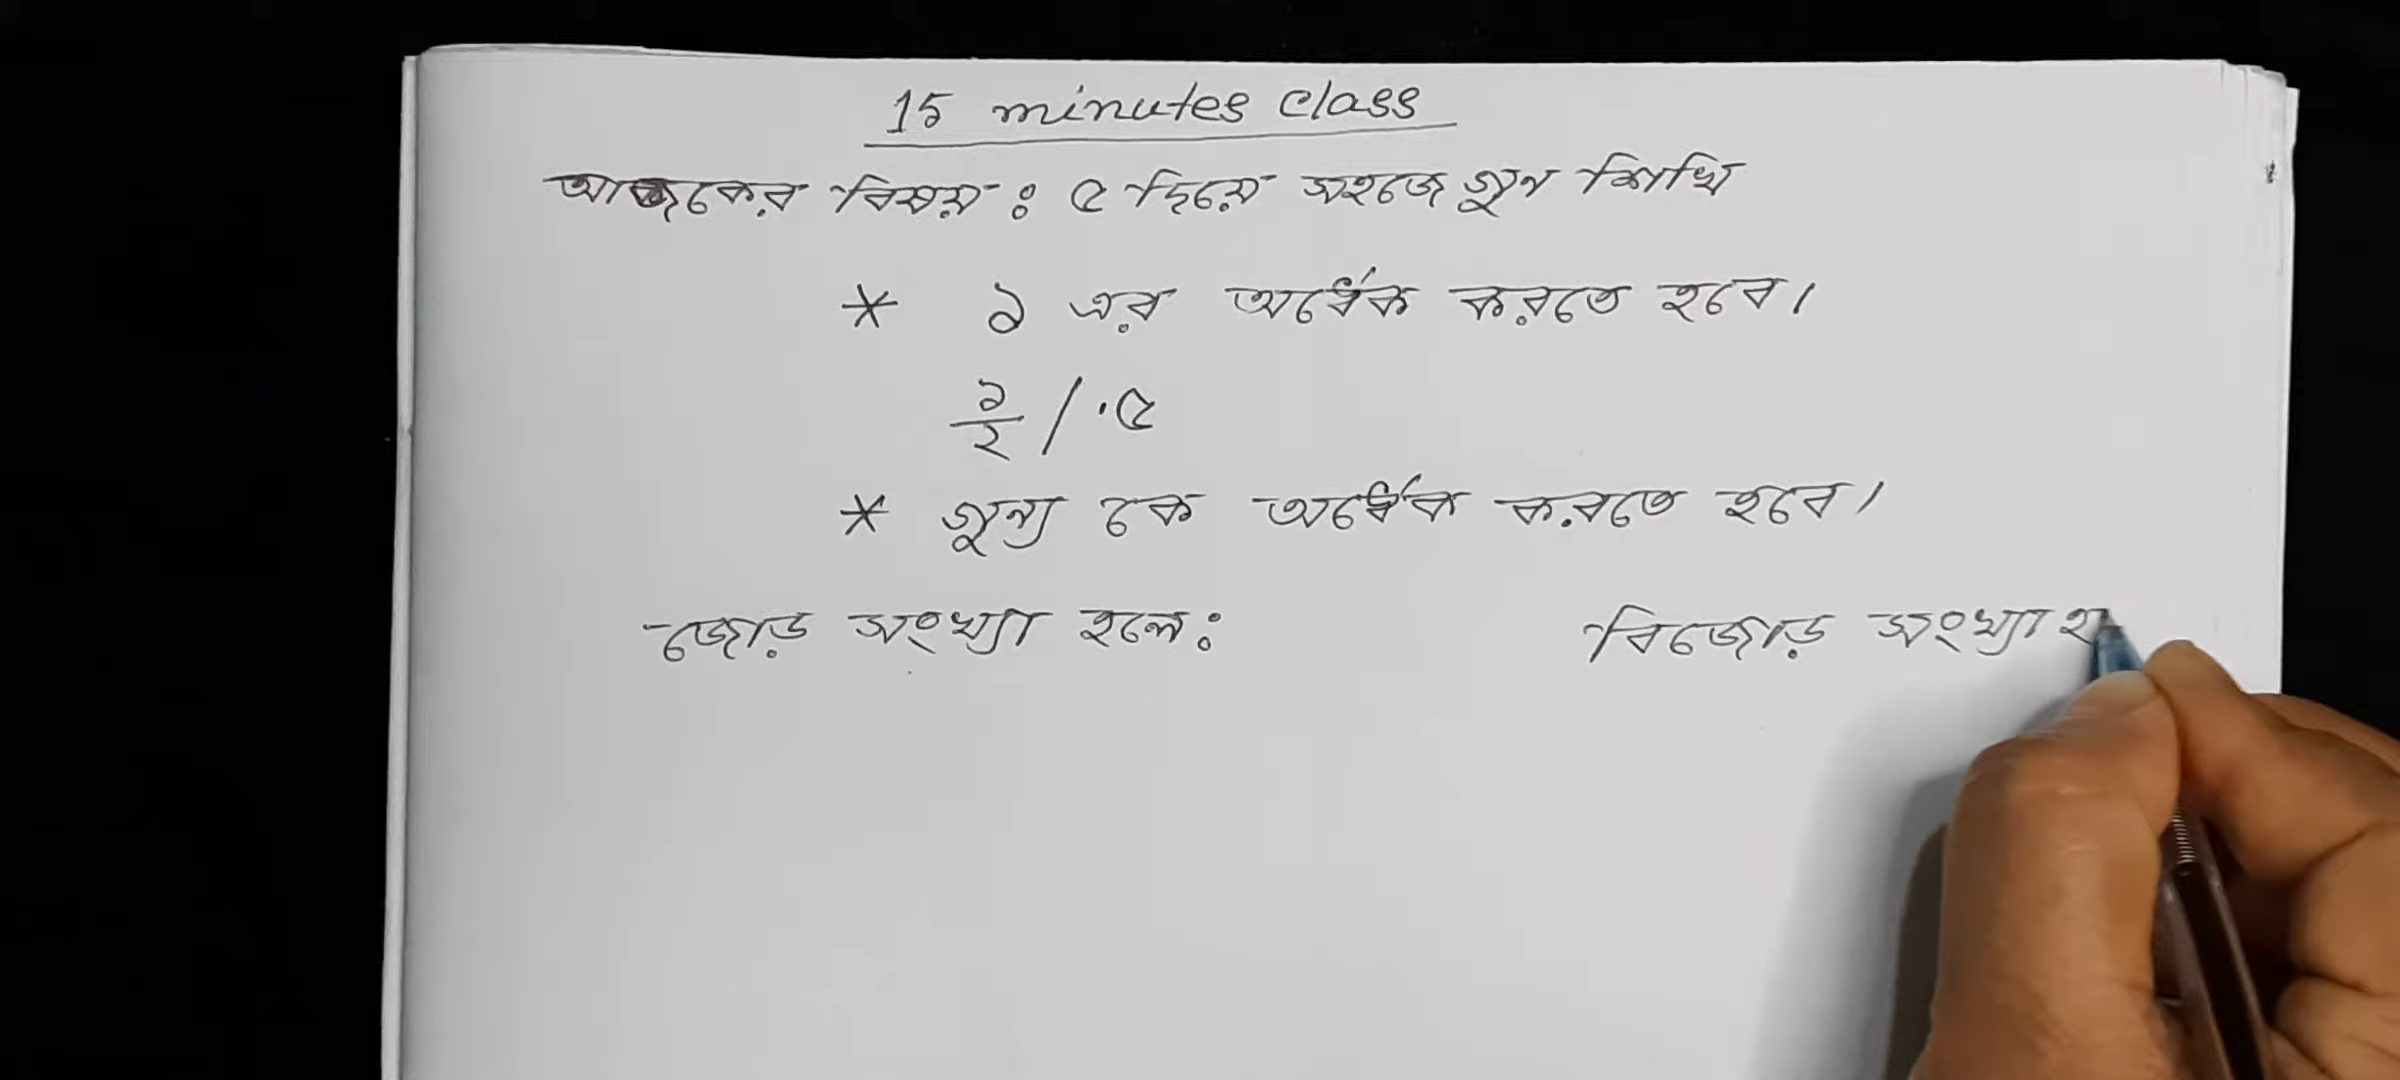 15 minutes class
আজকের বিষয় : ৫ দিয়ে সহজে গুন শিখি
* ১ এর অর্ধেক করতে হবে।
১/২ / .৫
* গুন্য কে অর্ধেক করতে হবে।
জোড় সংখ্যা হলে : বিজোড় সংখ্যা হ